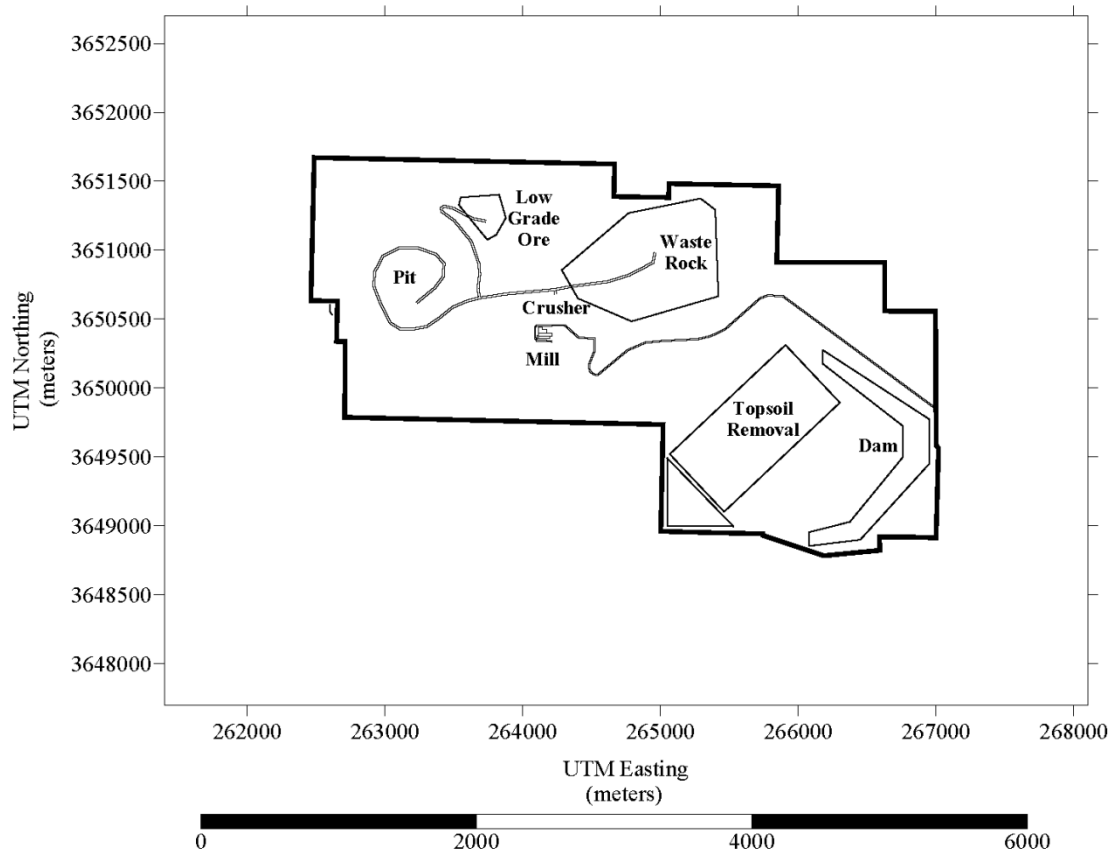 3652500
3652000
3651500
3651000
3650500
3650000
3649500
3649000
3648500
3648000
UTM Northing
(meters)
Low
Grade
Ore
Waste
Rock
Pit
Crusher
Mill
Topsoil
Removal
Dam
262000 263000 264000 265000 266000 267000 268000
UTM Easting
(meters)
0 2000 4000 6000